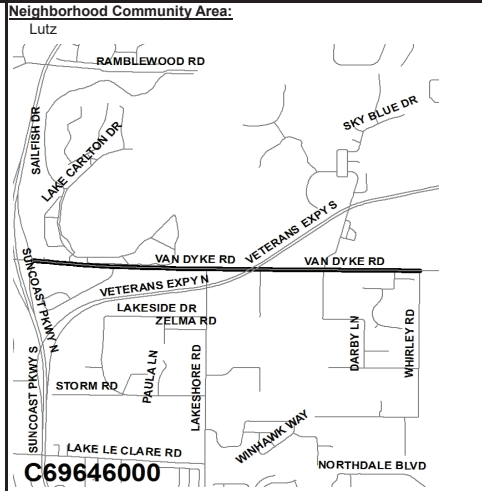 Neighborhood Community Area:
Lutz
RAMBLEWOOD RD
SKY BLUE DR
SAILFISH DR
LAKE CARLTON DR
VETERANS EXPY S
VAN DYKE RD
VAN DYKE RD
SUNCOAST PKWY N
VETERANS EXPY N
LAKESIDE DR
ZELMA RD
SUNCOAST PKWY S
PAULA LN
LAKESHORE RD
DARBY LN
WHIRLEY RD
STORM RD
WINHAWK WAY
LAKE LE CLARE RD
NORTHDALE BLVD
C69646000